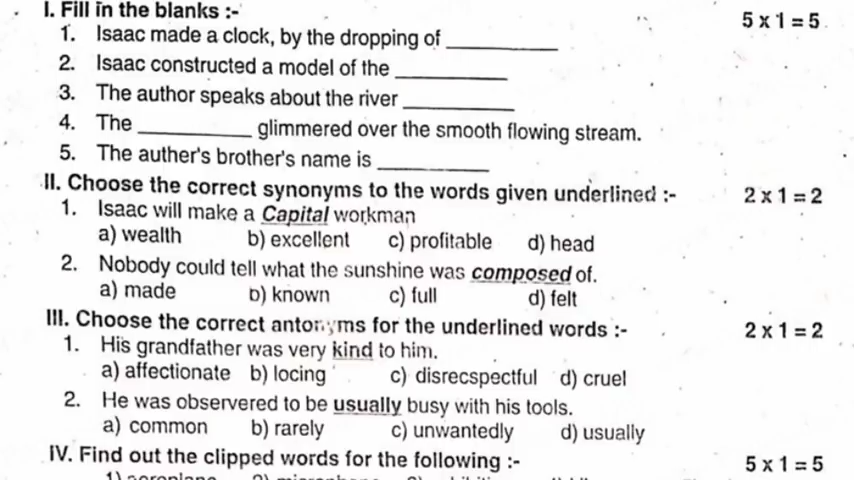 I. Fill in the blanks :- 5 x 1 = 5
1. Isaac made a clock, by the dropping of ____________
2. Isaac constructed a model of the ____________
3. The author speaks about the river ____________
4. The ____________ glimmered over the smooth flowing stream.
5. The auther's brother's name is ____________
II. Choose the correct synonyms to the words given underlined :- 2 x 1 = 2
1. Isaac will make a Capital workman
a) wealth b) excellent c) profitable d) head
2. Nobody could tell what the sunshine was composed of.
a) made b) known c) full d) felt
III. Choose the correct antonyms for the underlined words :- 2 x 1 = 2
1. His grandfather was very kind to him.
a) affectionate b) locing c) disrecspectful d) cruel
2. He was observered to be usually busy with his tools.
a) common b) rarely c) unwantedly d) usually
IV. Find out the clipped words for the following :- 5 x 1 = 5